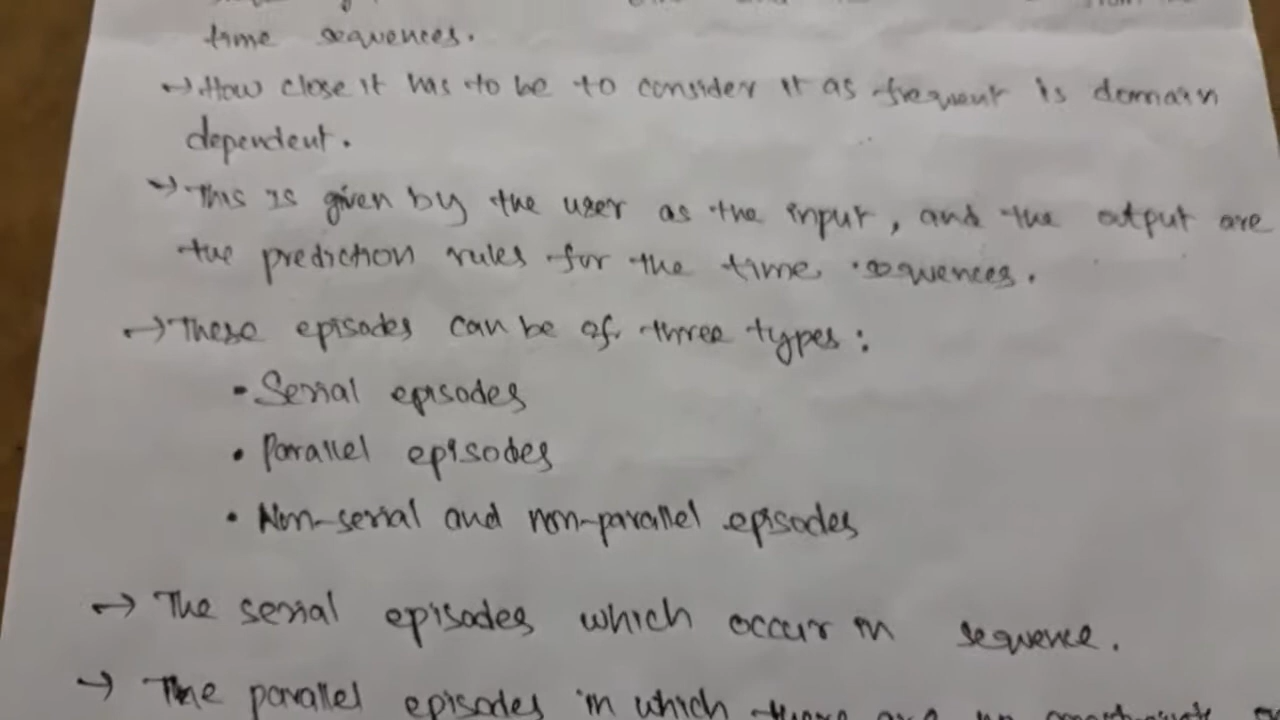 time sequences.
→ How close it has to be to consider it as frequent is domain
dependent.
→ This is given by the user as the input, and the output are
the prediction rules for the time sequences.
→ These episodes can be of three types:
• Serial episodes
• Parallel episodes
• Non-serial and non-parallel episodes
→ The serial episodes which occur in sequence.
→ The parallel episodes in which there are no